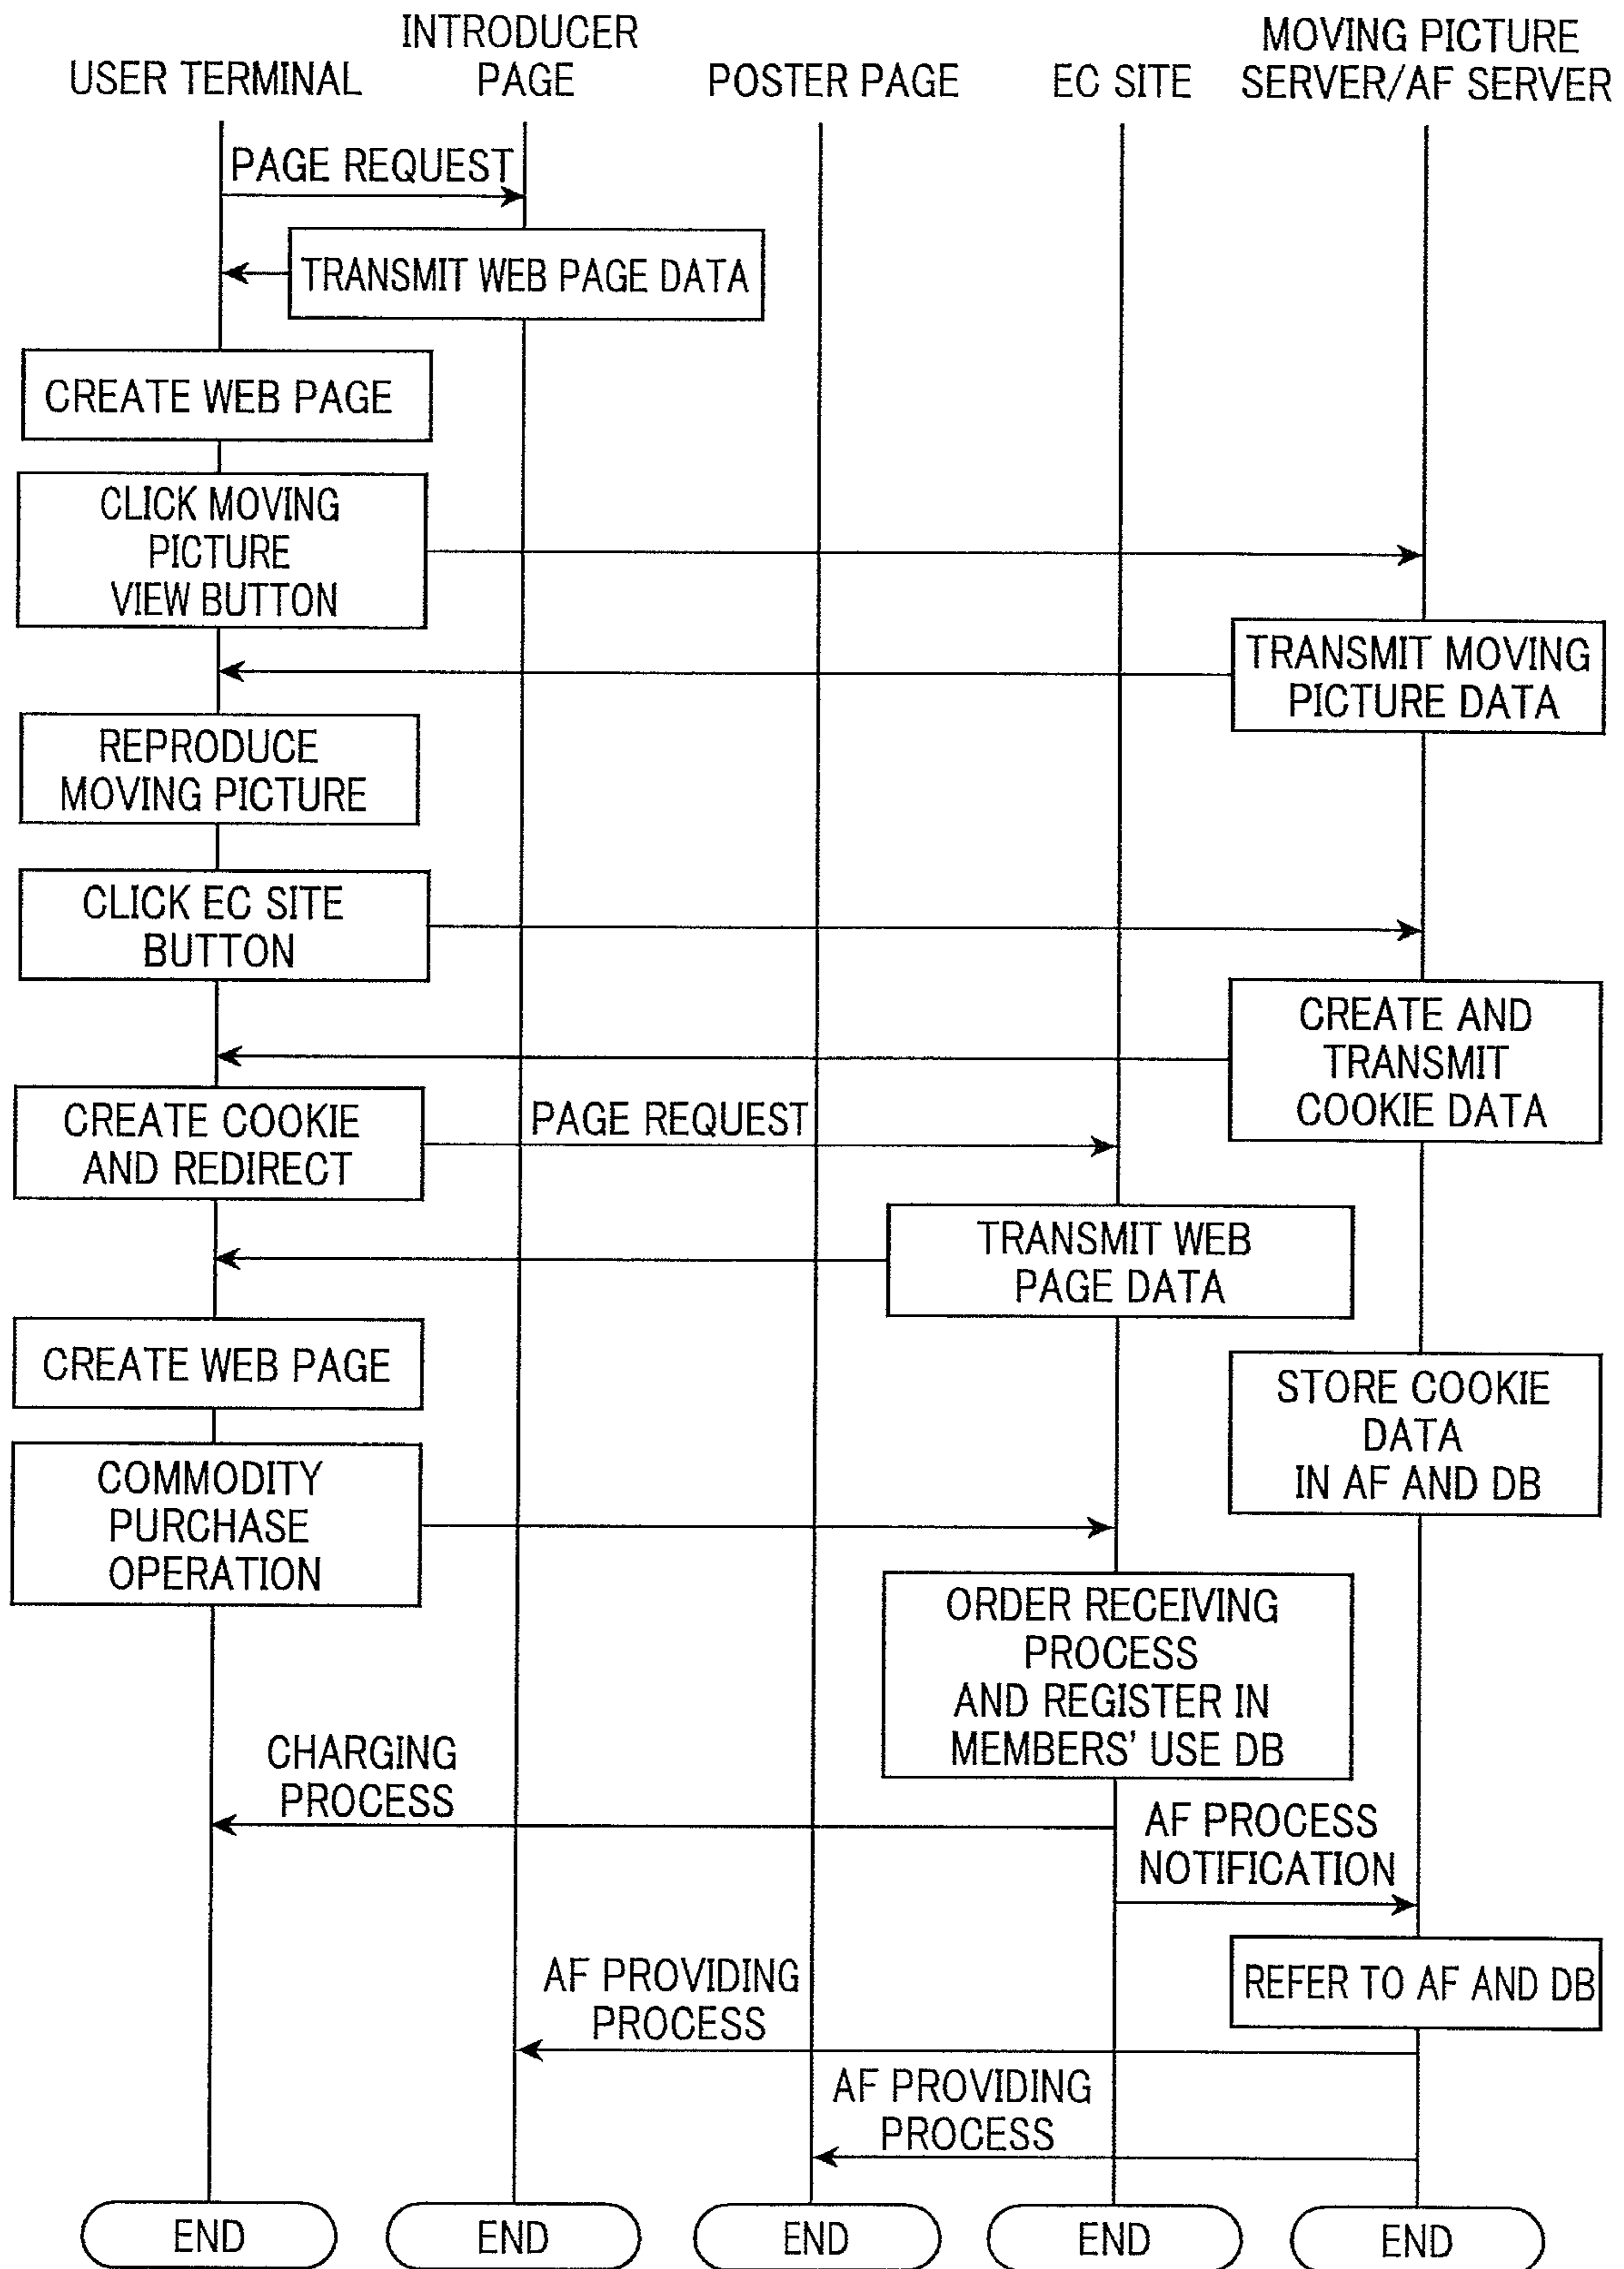 USER TERMINAL
INTRODUCER
PAGE
POSTER PAGE
EC SITE
MOVING PICTURE
SERVER/AF SERVER
PAGE REQUEST
TRANSMIT WEB PAGE DATA
CREATE WEB PAGE
CLICK MOVING
PICTURE
VIEW BUTTON
TRANSMIT MOVING
PICTURE DATA
REPRODUCE
MOVING PICTURE
CLICK EC SITE
BUTTON
CREATE AND
TRANSMIT
COOKIE DATA
CREATE COOKIE
AND REDIRECT
PAGE REQUEST
TRANSMIT WEB
PAGE DATA
CREATE WEB PAGE
STORE COOKIE
DATA
IN AF AND DB
COMMODITY
PURCHASE
OPERATION
ORDER RECEIVING
PROCESS
AND REGISTER IN
MEMBERS' USE DB
CHARGING
PROCESS
AF PROCESS
NOTIFICATION
REFER TO AF AND DB
AF PROVIDING
PROCESS
AF PROVIDING
PROCESS
END
END
END
END
END